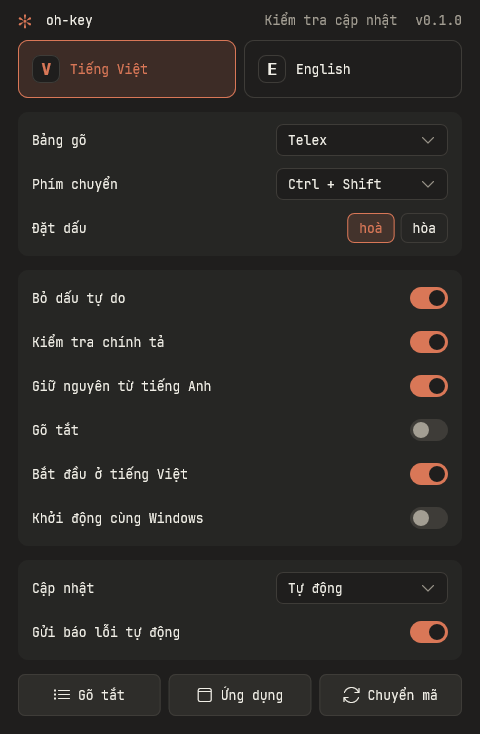 oh-key Kiểm tra cập nhật v0.1.0
V Tiếng Việt E English
Bảng gõ Telex
Phím chuyển Ctrl + Shift
Đặt dấu hoà hòa
Bỏ dấu tự do
Kiểm tra chính tả
Giữ nguyên từ tiếng Anh
Gõ tắt
Bắt đầu ở tiếng Việt
Khởi động cùng Windows
Cập nhật Tự động
Gửi báo lỗi tự động
Gõ tắt Ứng dụng Chuyển mã